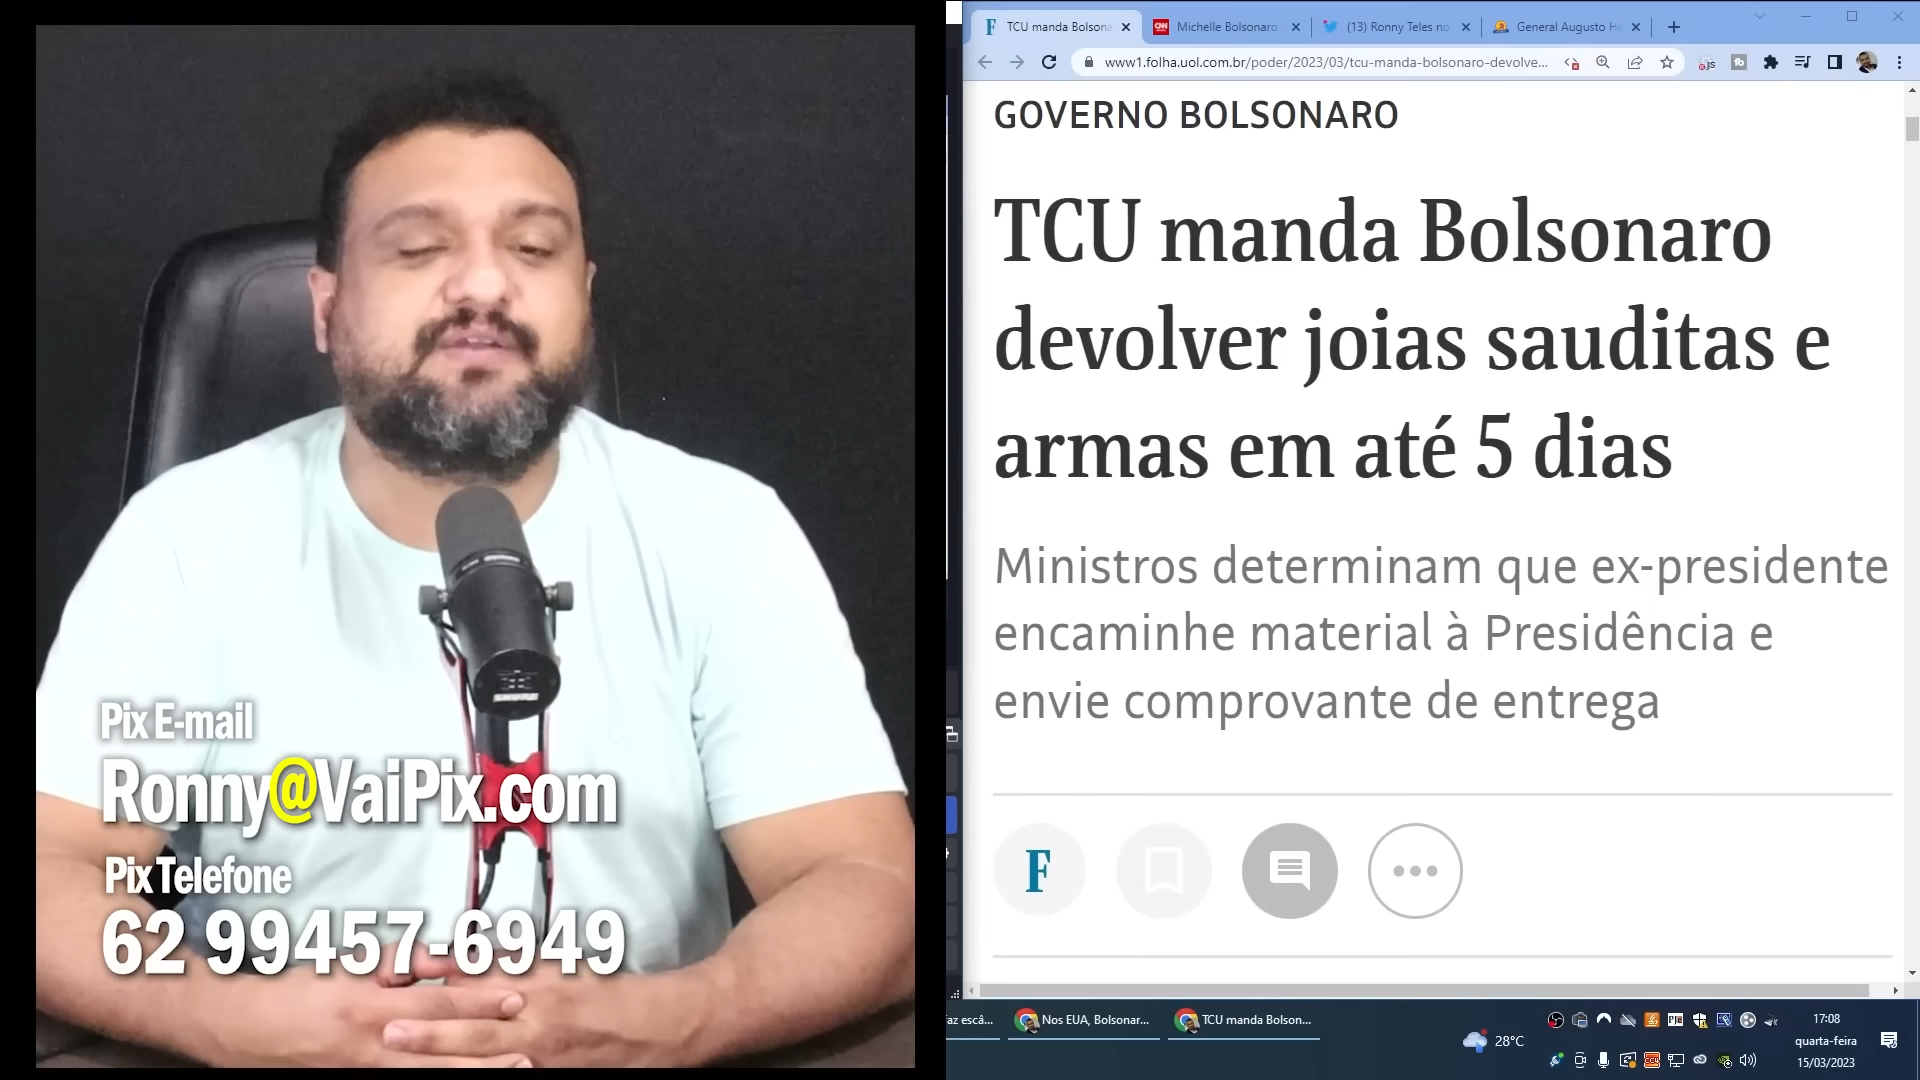 TCU manda Bolsona
Michelle Bolsonaro
(13) Ronny Teles no
General Augusto He
www1.folha.uol.com.br/poder/2023/03/tcu-manda-bolsonaro-devolve...
GOVERNO BOLSONARO
TCU manda Bolsonaro
devolver joias sauditas e
armas em até 5 dias
Ministros determinam que ex-presidente
encaminhe material à Presidência e
envie comprovante de entrega
F
Pix E-mail
Ronny@VaiPix.com
Pix Telefone
62 99457-6949
az escâ...
Nos EUA, Bolsonar...
TCU manda Bolson...
28°C
17:08
quarta-feira
15/03/2023